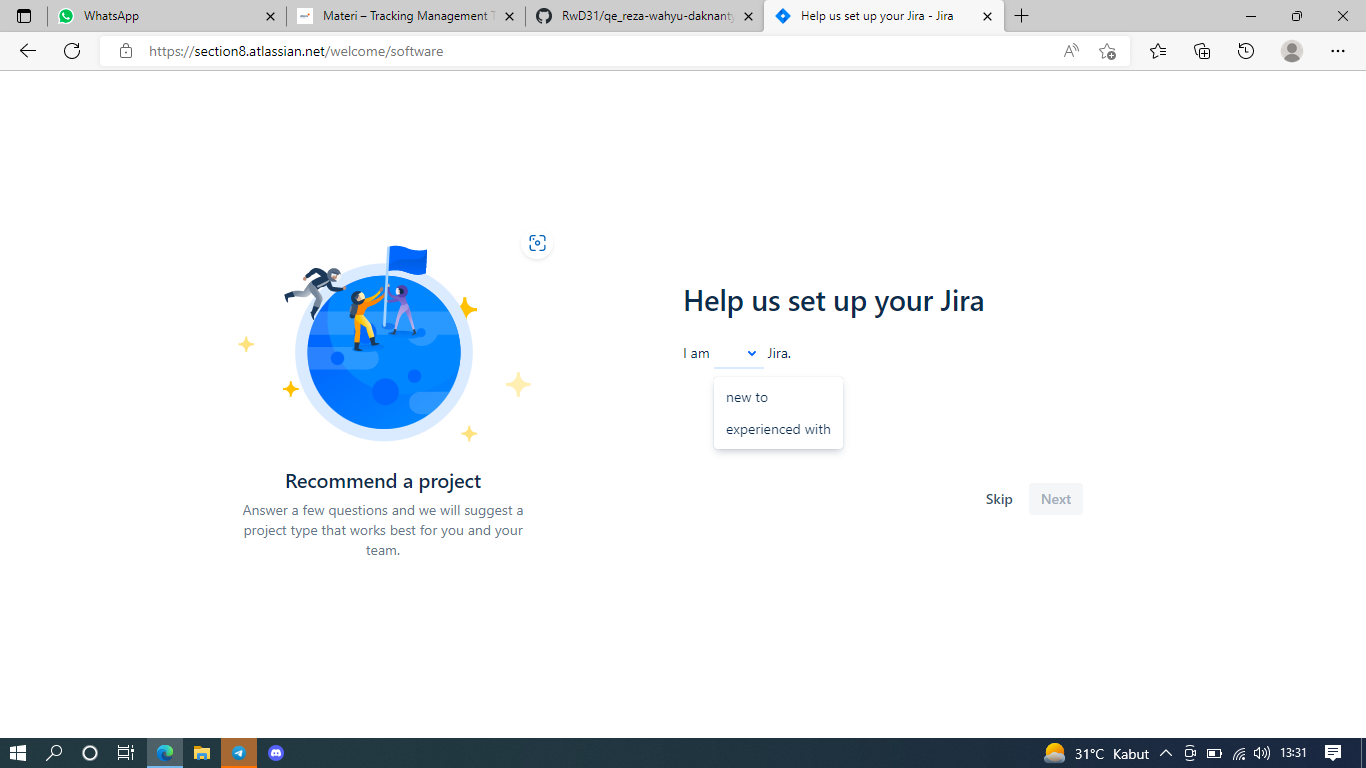 WhatsApp
Materi – Tracking Management T
RwD31/qe_reza-wahyu-daknanty
Help us set up your Jira - Jira
https://section8.atlassian.net/welcome/software
Help us set up your Jira
I am Jira.
new to
experienced with
Skip Next
Recommend a project
Answer a few questions and we will suggest a
project type that works best for you and your
team.
31°C Kabut 13:31